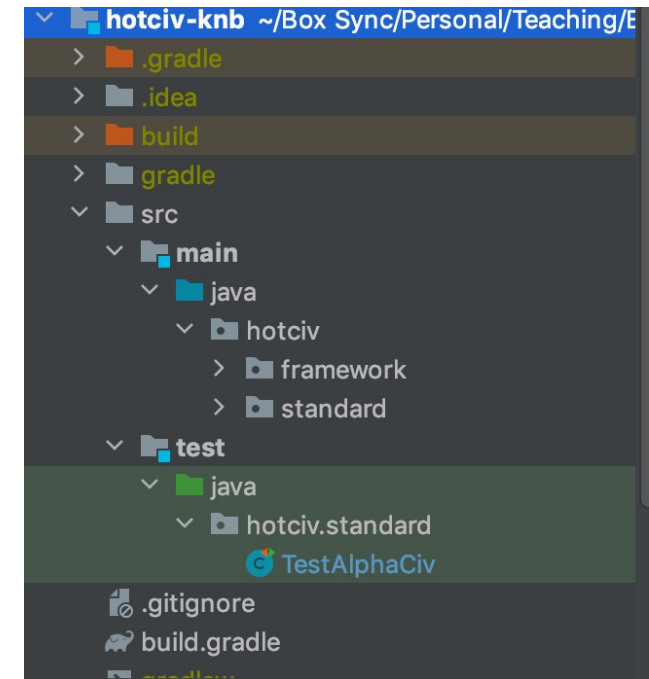 hotciv-knb ~/Box Sync/Personal/Teaching/E
.gradle
.idea
build
gradle
src
main
java
hotciv
framework
standard
test
java
hotciv.standard
TestAlphaCiv
.gitignore
build.gradle